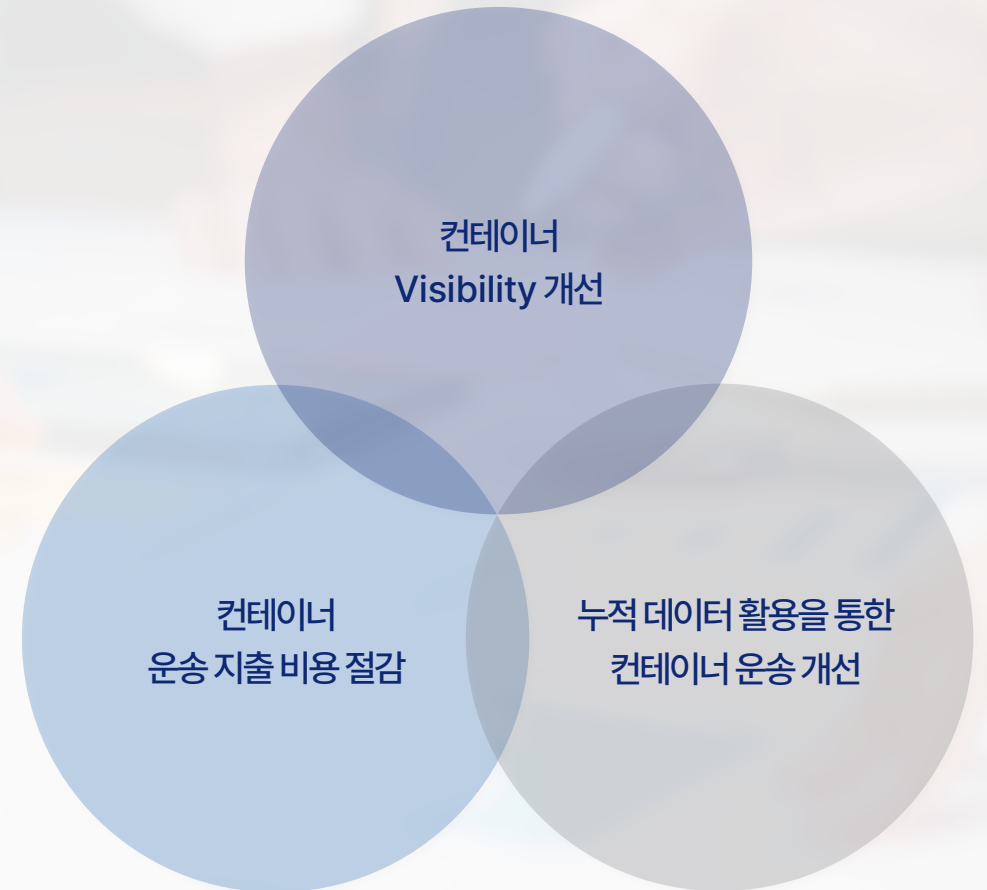 컨테이너
Visibility 개선
컨테이너
운송 지출 비용 절감
누적 데이터 활용을 통한
컨테이너 운송 개선